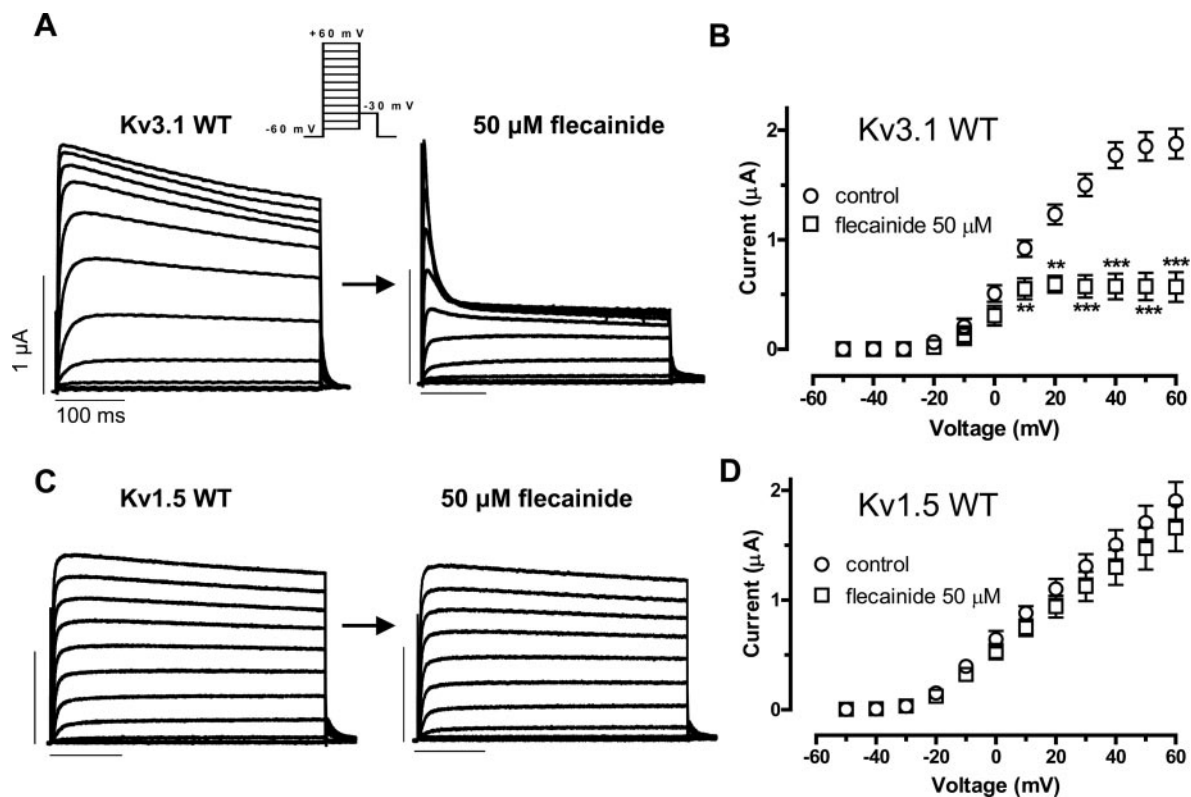 A
+60 mV
-30 mV
-60 mV
Kv3.1 WT
50 µM flecainide
1 µA
100 ms
B
Kv3.1 WT
control
flecainide 50 µM
Current (µA)
2
1
0
**
**
***
***
***
***
-60 -40 -20 0 20 40 60
Voltage (mV)
C
Kv1.5 WT
50 µM flecainide
D
Kv1.5 WT
control
flecainide 50 µM
Current (µA)
2
1
0
-60 -40 -20 0 20 40 60
Voltage (mV)